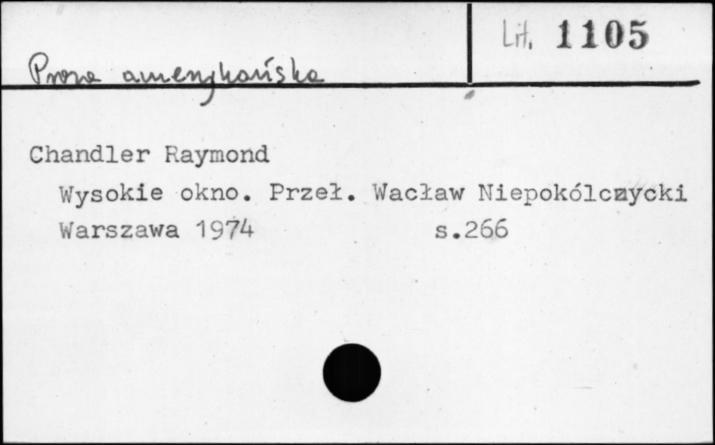 Lit. 1105
Proza amerykańska
Chandler Raymond
Wysokie okno. Przeł. Wacław Niepokólczycki
Warszawa 1974 s.266